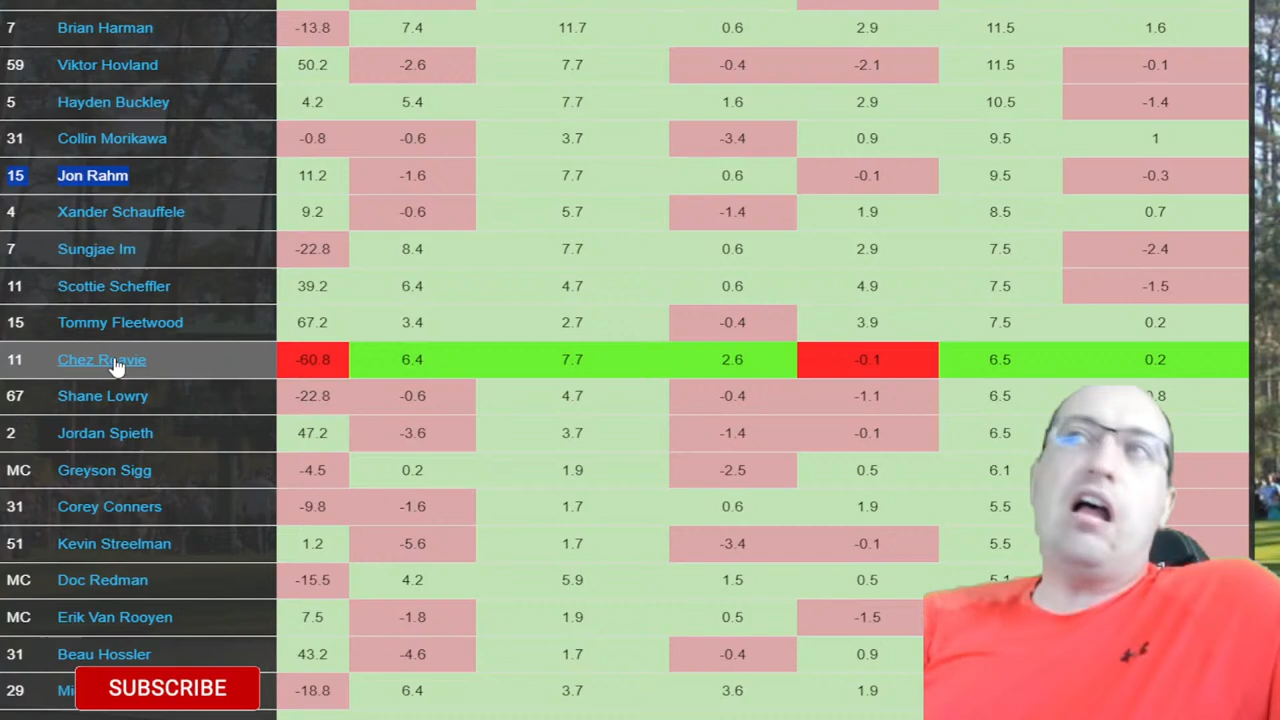 7 Brian Harman -13.8 7.4 11.7 0.6 2.9 11.5 1.6
59 Viktor Hovland 50.2 -2.6 7.7 -0.4 -2.1 11.5 -0.1
5 Hayden Buckley 4.2 5.4 7.7 1.6 2.9 10.5 -1.4
31 Collin Morikawa -0.8 -0.6 3.7 -3.4 0.9 9.5 1
15 Jon Rahm 11.2 -1.6 7.7 0.6 -0.1 9.5 -0.3
4 Xander Schauffele 9.2 -0.6 5.7 -1.4 1.9 8.5 0.7
7 Sungjae Im -22.8 8.4 7.7 0.6 2.9 7.5 -2.4
11 Scottie Scheffler 39.2 6.4 4.7 0.6 4.9 7.5 -1.5
15 Tommy Fleetwood 67.2 3.4 2.7 -0.4 3.9 7.5 0.2
11 Chez Reavie -60.8 6.4 7.7 2.6 -0.1 6.5 0.2
67 Shane Lowry -22.8 -0.6 4.7 -0.4 -1.1 6.5
2 Jordan Spieth 47.2 -3.6 3.7 -1.4 -0.1 6.5
MC Greyson Sigg -4.5 0.2 1.9 -2.5 0.5 6.1
31 Corey Conners -9.8 -1.6 1.7 0.6 1.9 5.5
51 Kevin Streelman 1.2 -5.6 1.7 -3.4 -0.1 5.5
MC Doc Redman -15.5 4.2 5.9 1.5 0.5
MC Erik Van Rooyen 7.5 -1.8 1.9 0.5 -1.5
31 Beau Hossler 43.2 -4.6 1.7 -0.4 0.9
29 -18.8 6.4 3.7 3.6 1.9
SUBSCRIBE